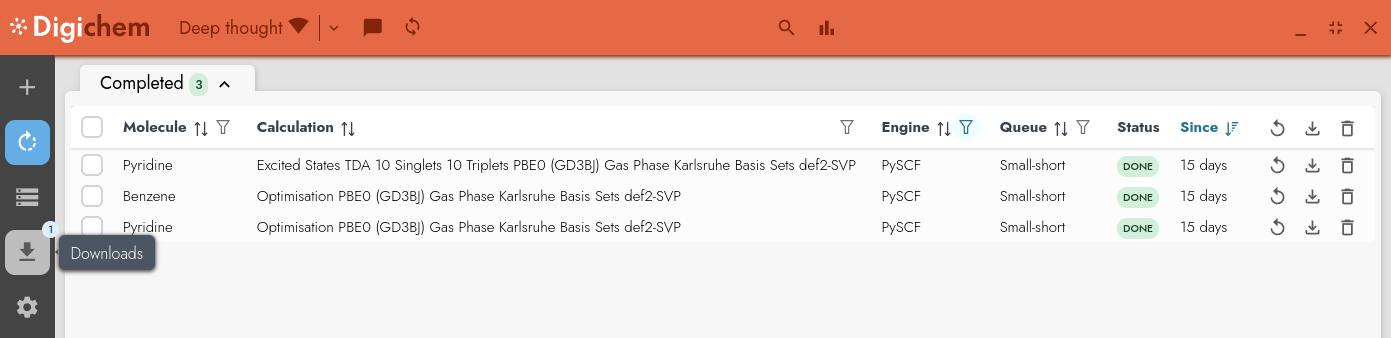 Digichem Deep thought
Completed 3
Molecule Calculation Engine Queue Status Since
Pyridine Excited States TDA 10 Singlets 10 Triplets PBE0 (GD3BJ) Gas Phase Karlsruhe Basis Sets def2-SVP PySCF Small-short DONE 15 days
Benzene Optimisation PBE0 (GD3BJ) Gas Phase Karlsruhe Basis Sets def2-SVP PySCF Small-short DONE 15 days
Pyridine Optimisation PBE0 (GD3BJ) Gas Phase Karlsruhe Basis Sets def2-SVP PySCF Small-short DONE 15 days
1
Downloads